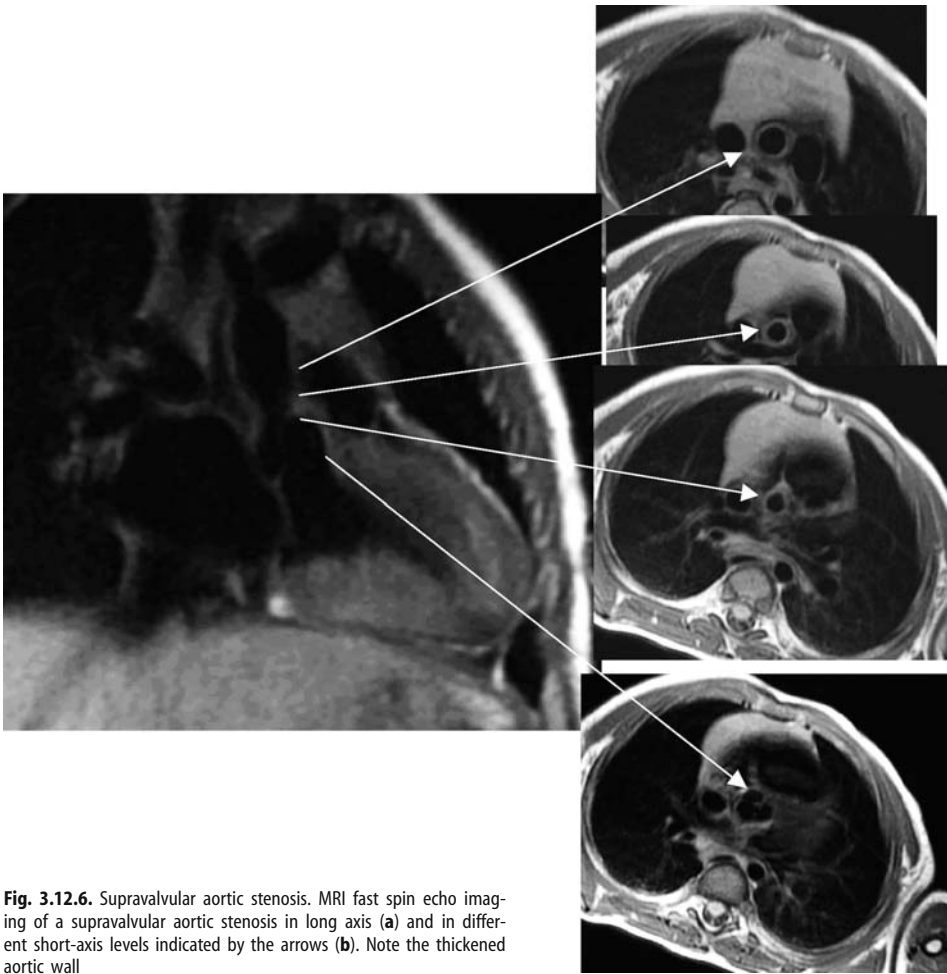 Fig. 3.12.6. Supravalvular aortic stenosis. MRI fast spin echo imag-
ing of a supravalvular aortic stenosis in long axis (a) and in differ-
ent short-axis levels indicated by the arrows (b). Note the thickened
aortic wall